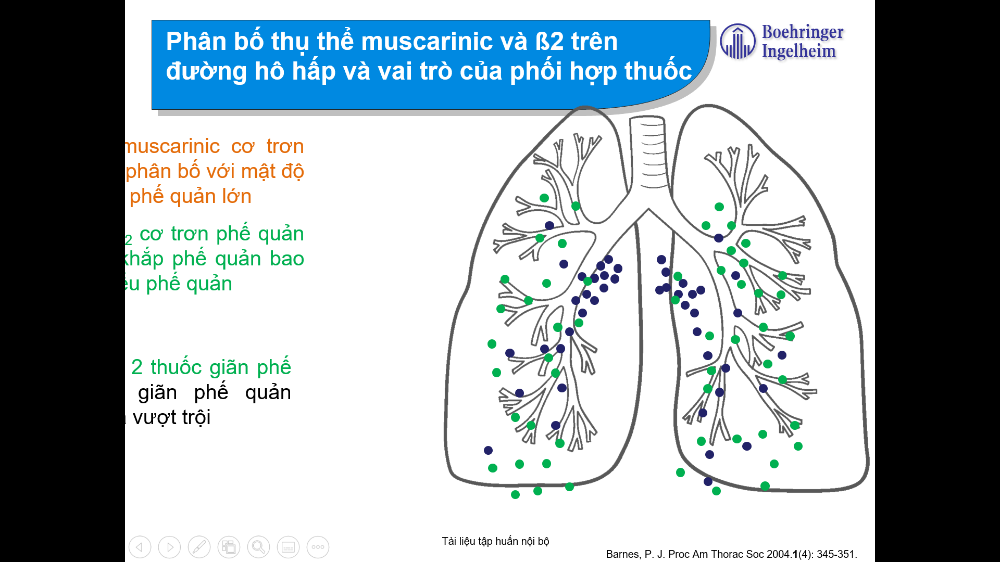 Phân bố thụ thể muscarinic và ß2 trên
đường hô hấp và vai trò của phối hợp thuốc
Boehringer
Ingelheim
muscarinic cơ trơn
phân bố với mật độ
phế quản lớn
2 cơ trơn phế quản
khắp phế quản bao
ểu phế quản
2 thuốc giãn phế
giãn phế quản
vượt trội
Tài liệu tập huấn nội bộ
Barnes, P. J. Proc Am Thorac Soc 2004.1(4): 345-351.